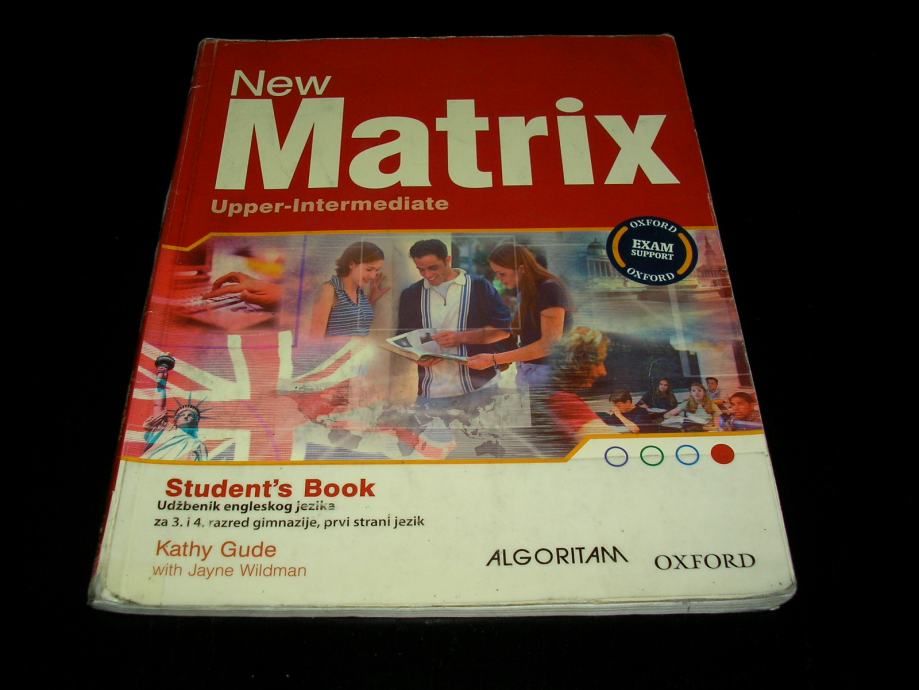 New
Matrix
Upper-Intermediate
OXFORD
EXAM
SUPPORT
OXFORD
Student's Book
Udžbenik engleskog jezika
za 3. i 4. razred gimnazije, prvi strani jezik
Kathy Gude
with Jayne Wildman
ALGORITAM
OXFORD